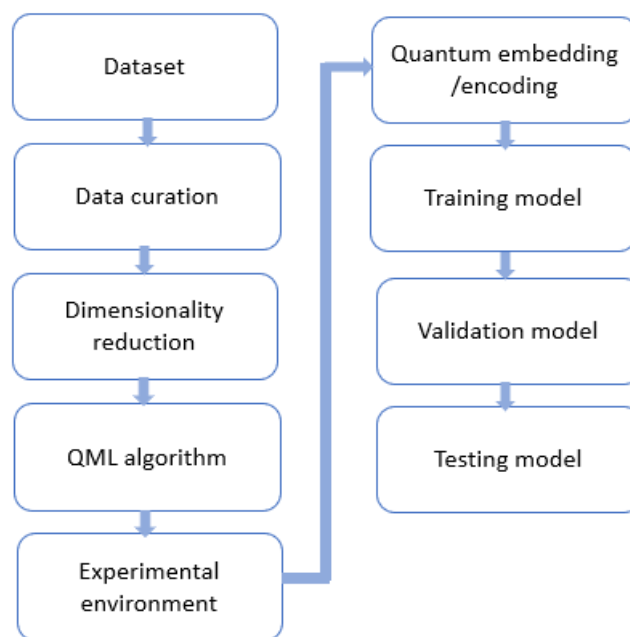 Dataset
Data curation
Dimensionality
reduction
QML algorithm
Experimental
environment
Quantum embedding
/encoding
Training model
Validation model
Testing model